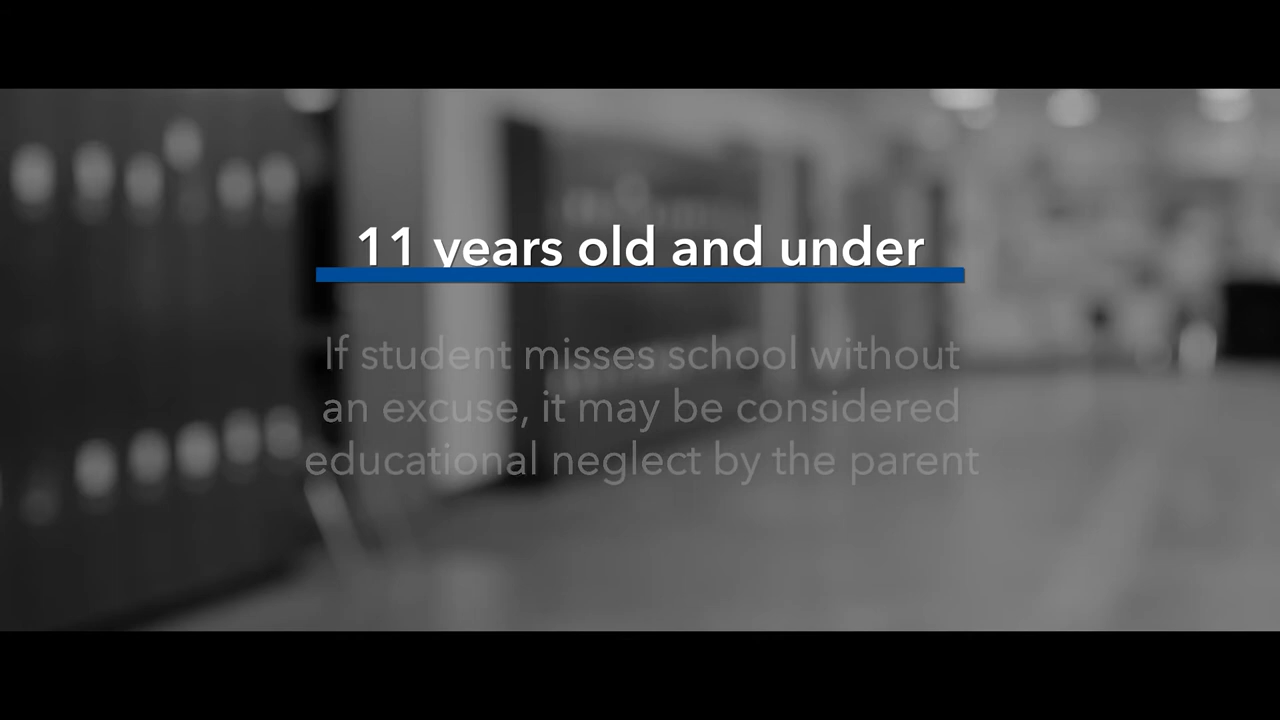 11 years old and under
If student misses school without
an excuse, it may be considered
educational neglect by the parent